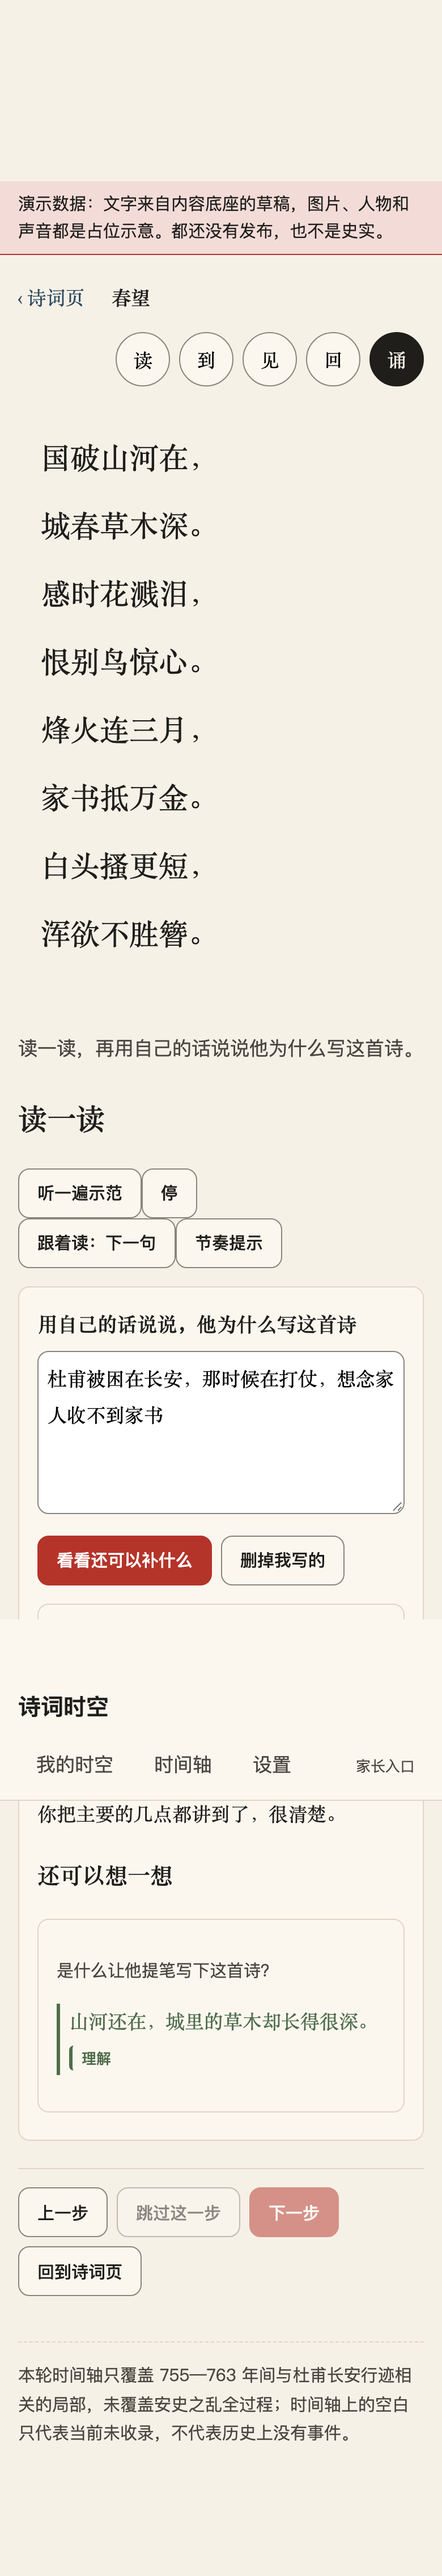 演示数据：文字来自内容底座的草稿，图片、人物和
声音都是占位示意。都还没有发布，也不是史实。
‹ 诗词页 春望
读 到 见 回 诵
国破山河在，
城春草木深。
感时花溅泪，
恨别鸟惊心。
烽火连三月，
家书抵万金。
白头搔更短，
浑欲不胜簪。
读一读，再用自己的话说说他为什么写这首诗。
读一读
听一遍示范 停
跟着读：下一句 节奏提示
用自己的话说说，他为什么写这首诗
杜甫被困在长安，那时候在打仗，想念家
人收不到家书
看看还可以补什么 删掉我写的
诗词时空
我的时空 时间轴 设置 家长入口
你把主要的几点都讲到了，很清楚。
还可以想一想
是什么让他提笔写下这首诗?
山河还在，城里的草木却长得很深。
理解
上一步 跳过这一步 下一步
回到诗词页
本轮时间轴只覆盖 755—763 年间与杜甫长安行迹相
关的局部，未覆盖安史之乱全过程；时间轴上的空白
只代表当前未收录，不代表历史上没有事件。